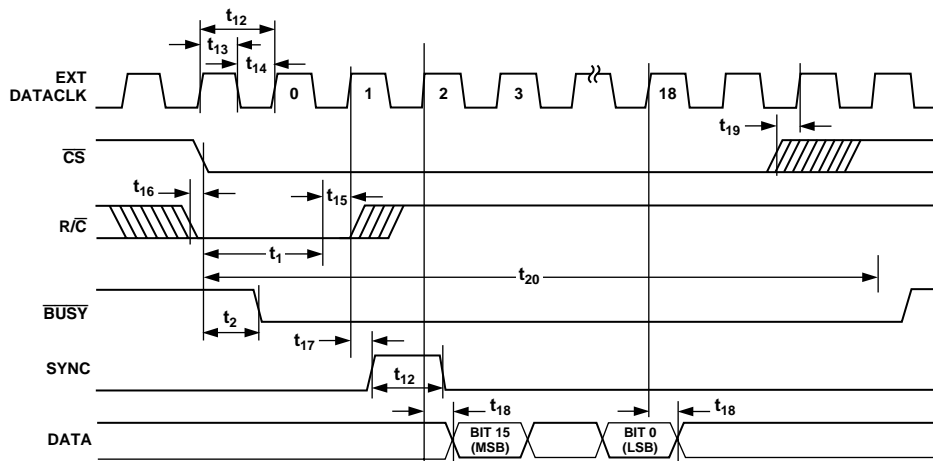 t12
t13
t14
EXT
DATACLK
0
1
2
3
18
t19
CS
t16
t15
R/C
t1
t20
BUSY
t2
t17
SYNC
t12
t18
t18
DATA
BIT 15
(MSB)
BIT 0
(LSB)